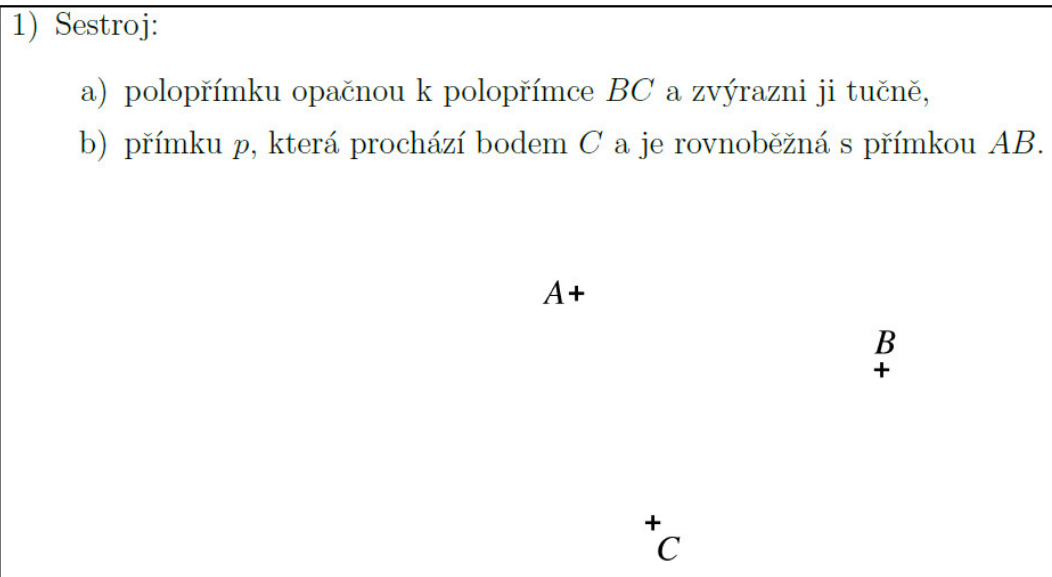 1) Sestroj:
a) polopřímku opačnou k polopřímce BC a zvýrazni ji tučně,
b) přímku p, která prochází bodem C a je rovnoběžná s přímkou AB.
A
B
C